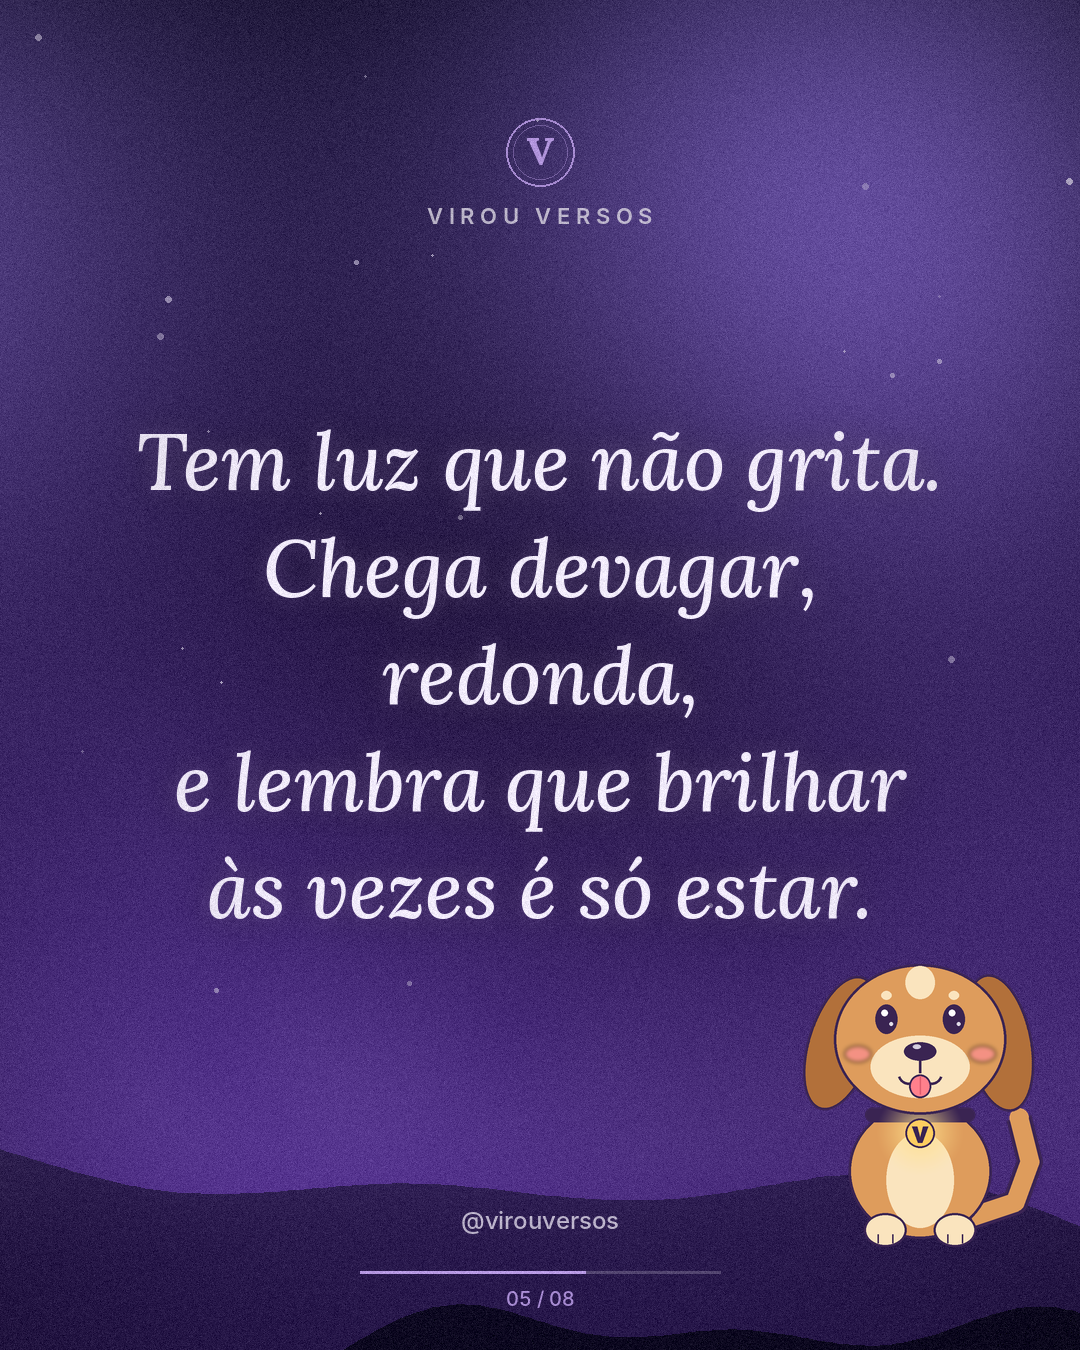 V
VIROU VERSOS
Tem luz que não grita.
Chega devagar,
redonda,
e lembra que brilhar
às vezes é só estar.
V
@virouversos
05 / 08